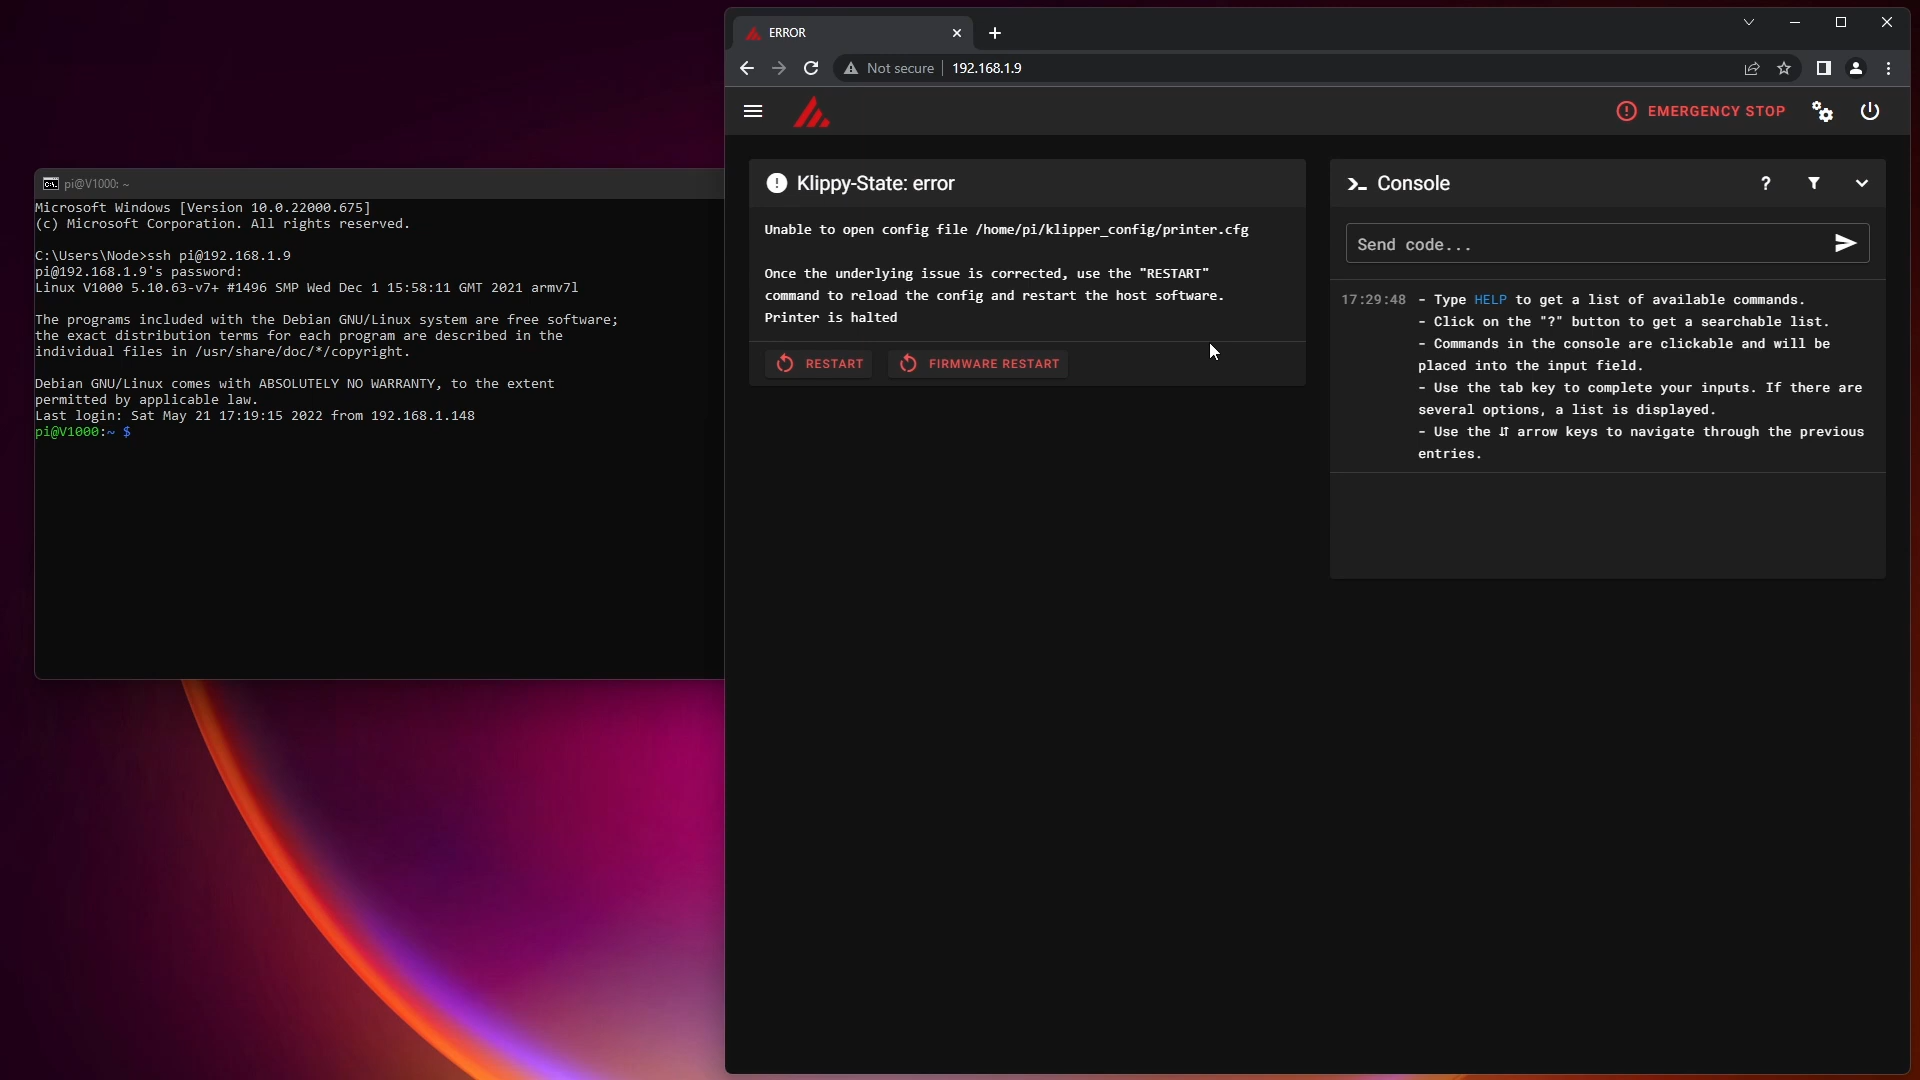 pi@V1000: ~
Microsoft Windows [Version 10.0.22000.675]
(c) Microsoft Corporation. All rights reserved.
C:\Users\Node>ssh pi@192.168.1.9
pi@192.168.1.9's password:
Linux V1000 5.10.63-v7+ #1496 SMP Wed Dec 1 15:58:11 GMT 2021 armv7l
The programs included with the Debian GNU/Linux system are free software;
the exact distribution terms for each program are described in the
individual files in /usr/share/doc/*/copyright.
Debian GNU/Linux comes with ABSOLUTELY NO WARRANTY, to the extent
permitted by applicable law.
Last login: Sat May 21 17:19:15 2022 from 192.168.1.148
pi@V1000:~ $
ERROR
Not secure 192.168.1.9
EMERGENCY STOP
Klippy-State: error
Unable to open config file /home/pi/klipper_config/printer.cfg
Once the underlying issue is corrected, use the "RESTART"
command to reload the config and restart the host software.
Printer is halted
RESTART FIRMWARE RESTART
Console
Send code...
17:29:48 - Type HELP to get a list of available commands.
- Click on the "?" button to get a searchable list.
- Commands in the console are clickable and will be
placed into the input field.
- Use the tab key to complete your inputs. If there are
several options, a list is displayed.
- Use the ⇵ arrow keys to navigate through the previous
entries.